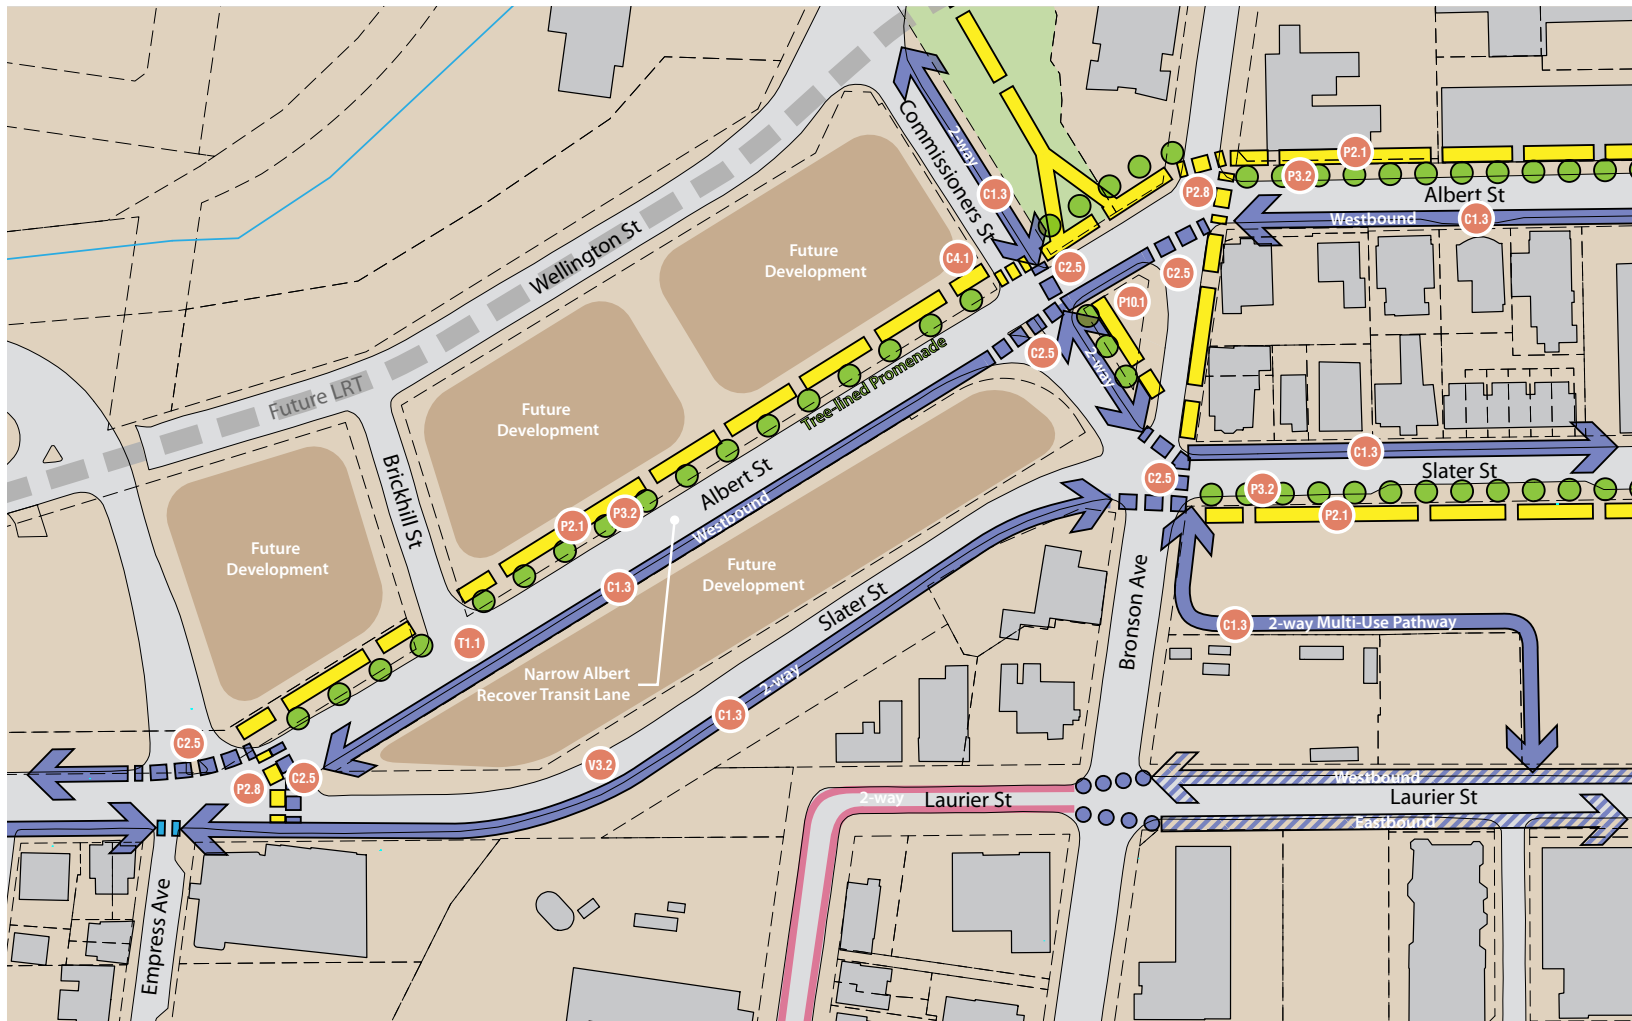 2-way
Commissioners St
C1.3
P2.1
P3.2
P2.8
Albert St
Westbound
C1.3
Wellington St
Future
Development
C4.1
C2.5
C2.5
P10.1
C2.5
2-way
Tree-lined Promenade
Future LRT
Future
Development
Brickhill St
Albert St
Westbound
P2.1
P3.2
C1.3
Slater St
C2.5
P3.2
P2.1
Future
Development
Future
Development
C1.3
Slater St
Bronson Ave
C1.3
2-way Multi-Use Pathway
T1.1
Narrow Albert
Recover Transit Lane
2-way
C1.3
V3.2
C2.5
P2.8
C2.5
2-way
Laurier St
Westbound
Laurier St
Eastbound
Empress Ave